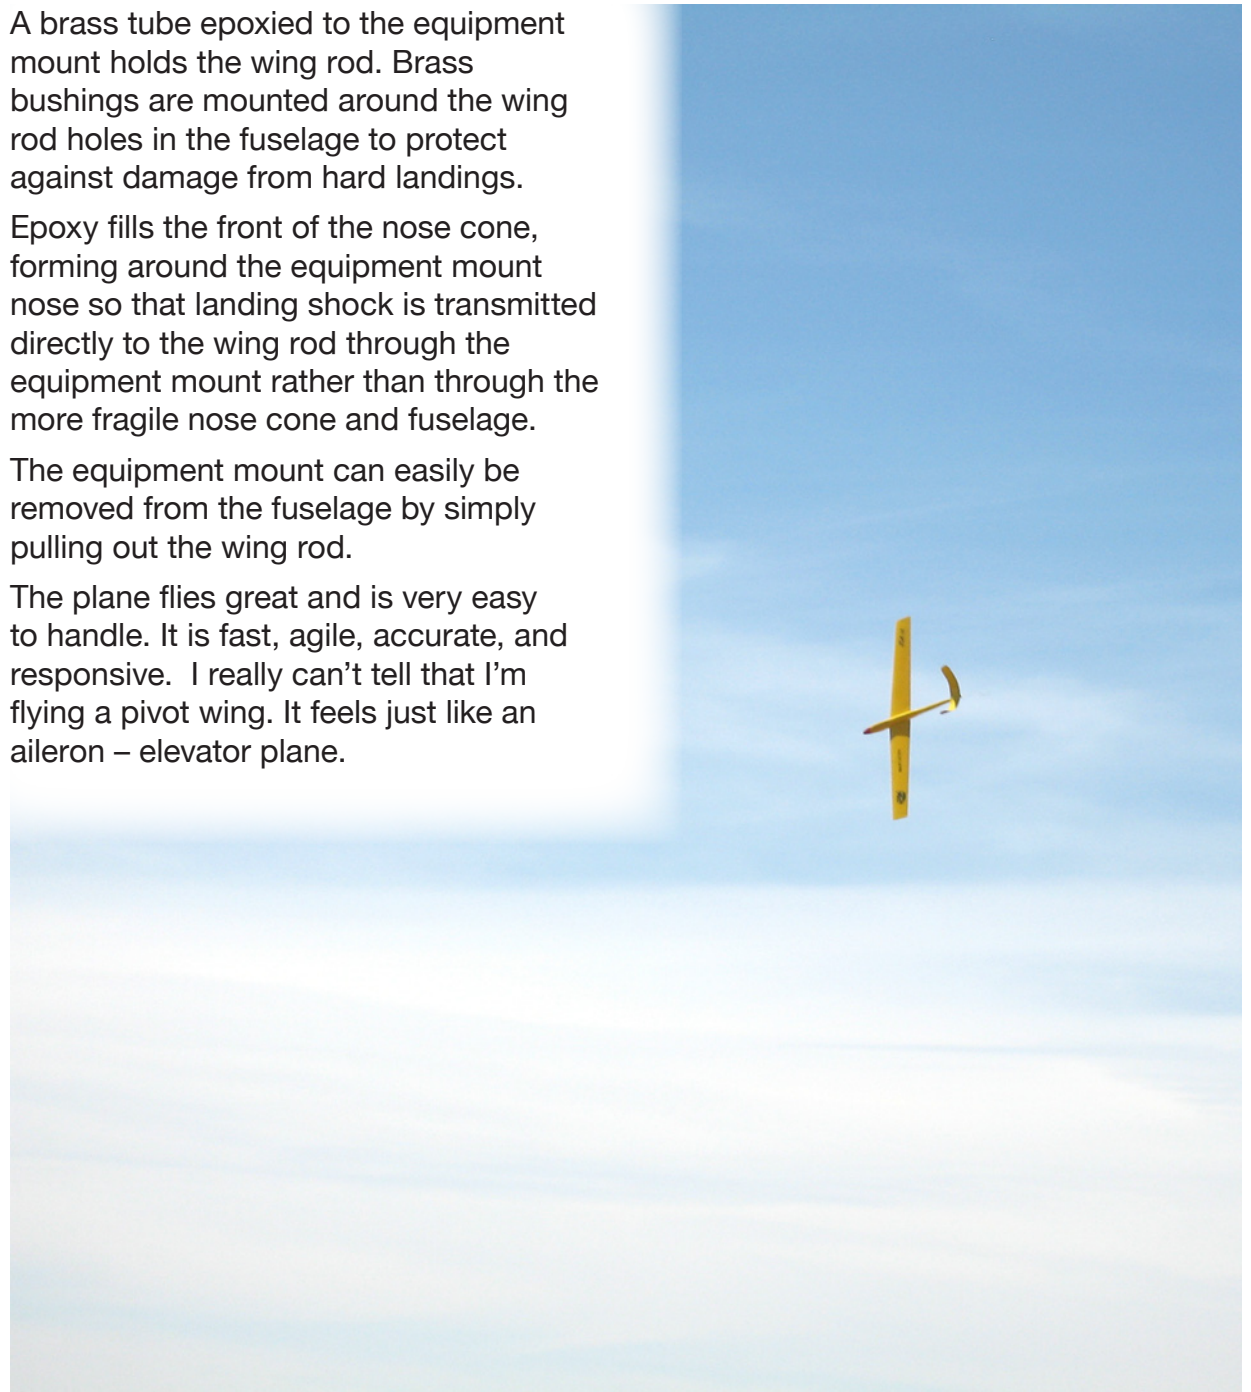 A brass tube epoxied to the equipment
mount holds the wing rod. Brass
bushings are mounted around the wing
rod holes in the fuselage to protect
against damage from hard landings.
Epoxy fills the front of the nose cone,
forming around the equipment mount
nose so that landing shock is transmitted
directly to the wing rod through the
equipment mount rather than through the
more fragile nose cone and fuselage.
The equipment mount can easily be
removed from the fuselage by simply
pulling out the wing rod.
The plane flies great and is very easy
to handle. It is fast, agile, accurate, and
responsive.  I really can’t tell that I’m
flying a pivot wing. It feels just like an
aileron – elevator plane.